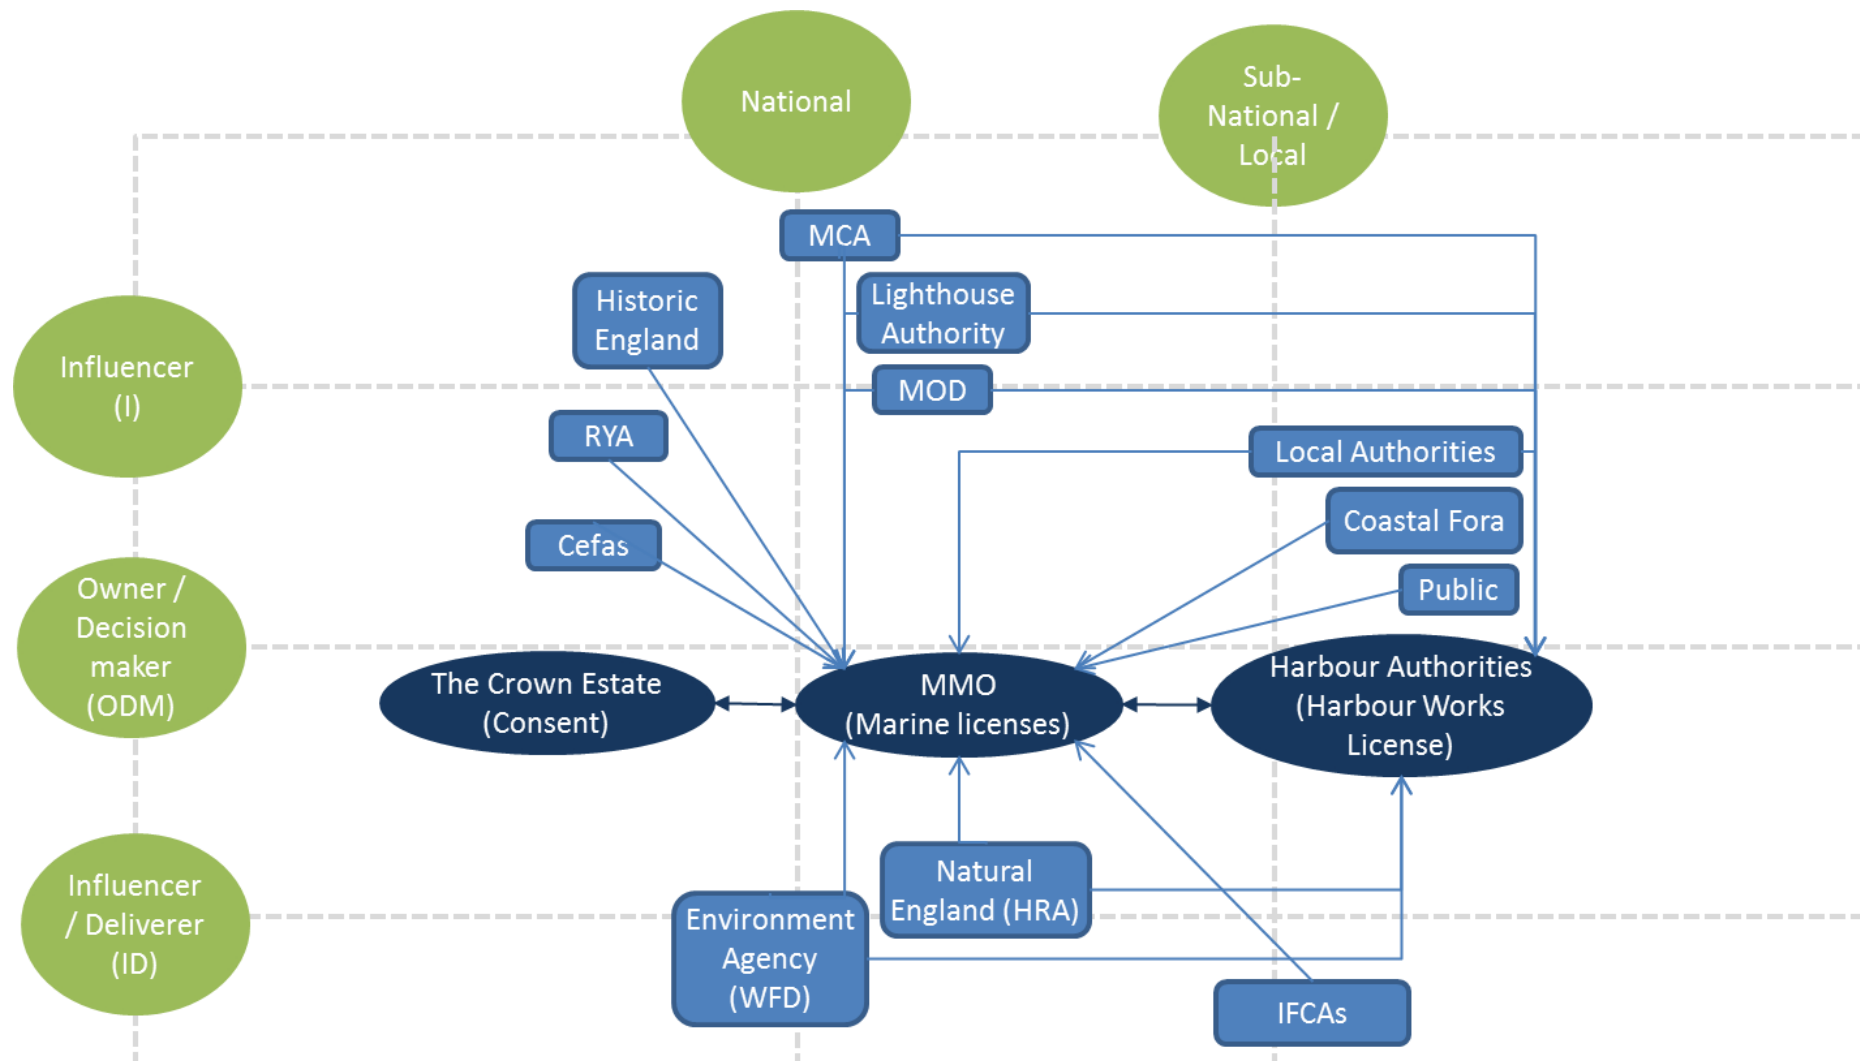 National
Sub-
National /
Local
MCA
Historic
England
Lighthouse
Authority
Influencer
(I)
MOD
RYA
Local Authorities
Coastal Fora
Cefas
Public
Owner /
Decision
maker
(ODM)
The Crown Estate
(Consent)
MMO
(Marine licenses)
Harbour Authorities
(Harbour Works
License)
Influencer
/ Deliverer
(ID)
Natural
England (HRA)
Environment
Agency
(WFD)
IFCAs